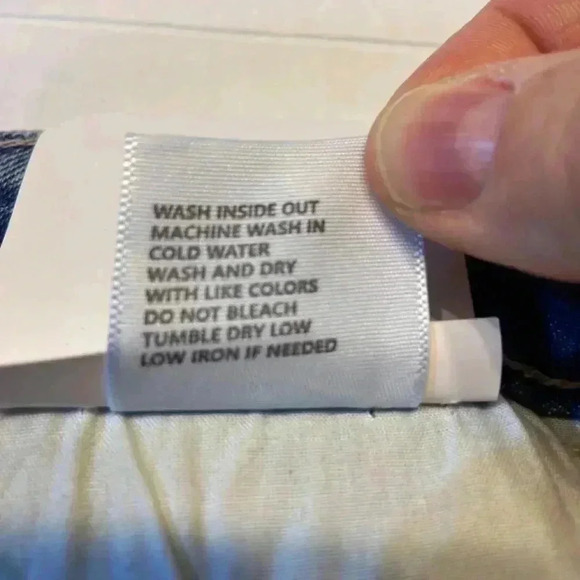 WASH INSIDE OUT
MACHINE WASH IN
COLD WATER
WASH AND DRY
WITH LIKE COLORS
DO NOT BLEACH
TUMBLE DRY LOW
LOW IRON IF NEEDED